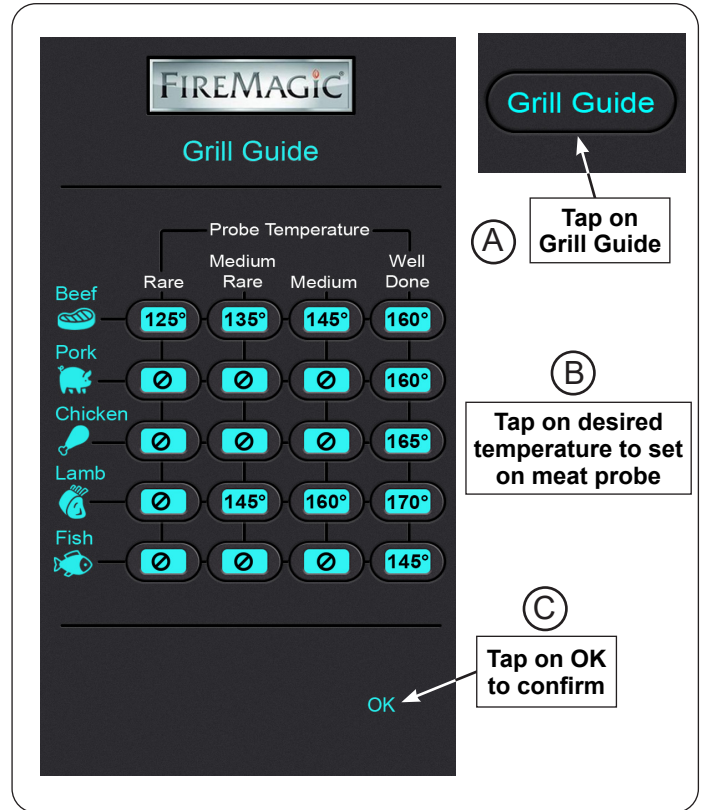 FIREMAGIC
Grill Guide
Probe Temperature
Rare
Medium
Rare
Medium
Well
Done
Beef
125° 135° 145° 160°
Pork
160°
Chicken
165°
Lamb
145° 160° 170°
Fish
145°
OK
Grill Guide
A
Tap on
Grill Guide
B
Tap on desired
temperature to set
on meat probe
C
Tap on OK
to confirm